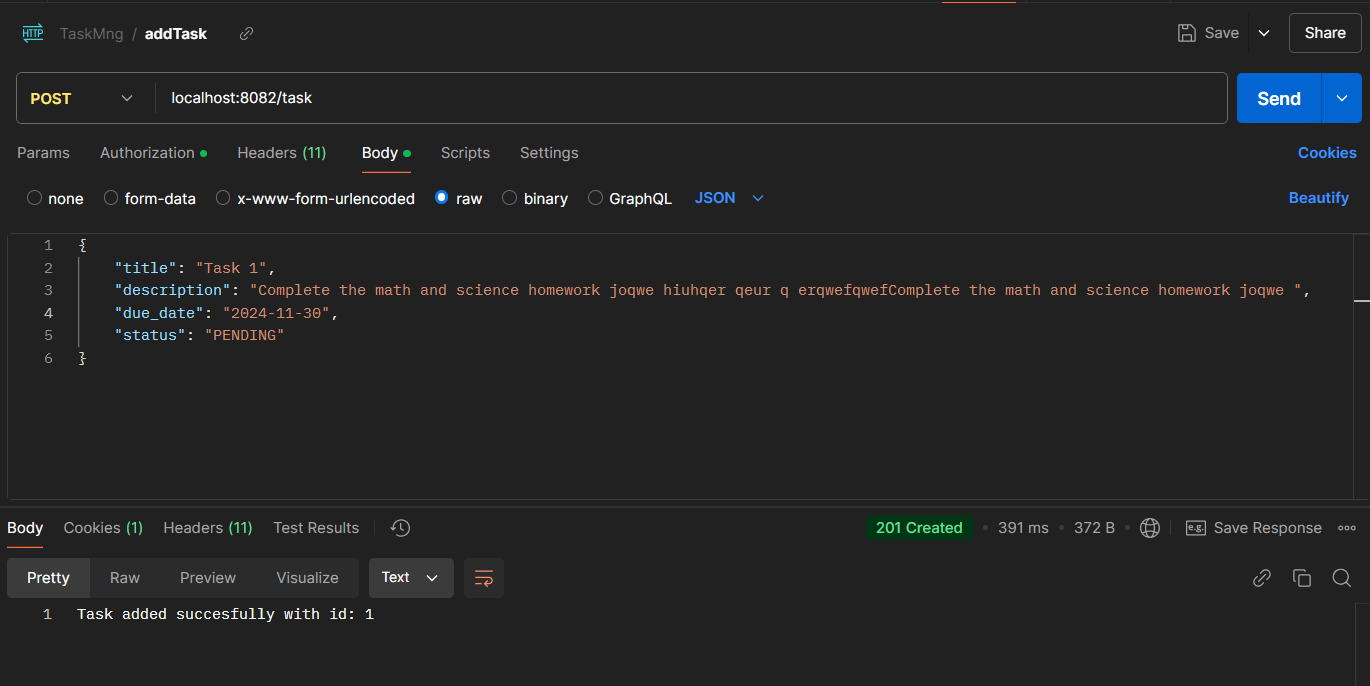 HTTP TaskMng / addTask Save Share
POST localhost:8082/task Send
Params Authorization Headers (11) Body Scripts Settings Cookies
none form-data x-www-form-urlencoded raw binary GraphQL JSON Beautify
1 {
2 "title": "Task 1",
3 "description": "Complete the math and science homework joqwe hiuhqer qeur q erqwefqwefComplete the math and science homework joqwe ",
4 "due_date": "2024-11-30",
5 "status": "PENDING"
6 }
Body Cookies (1) Headers (11) Test Results 201 Created 391 ms 372 B e.g. Save Response
Pretty Raw Preview Visualize Text
1 Task added succesfully with id: 1